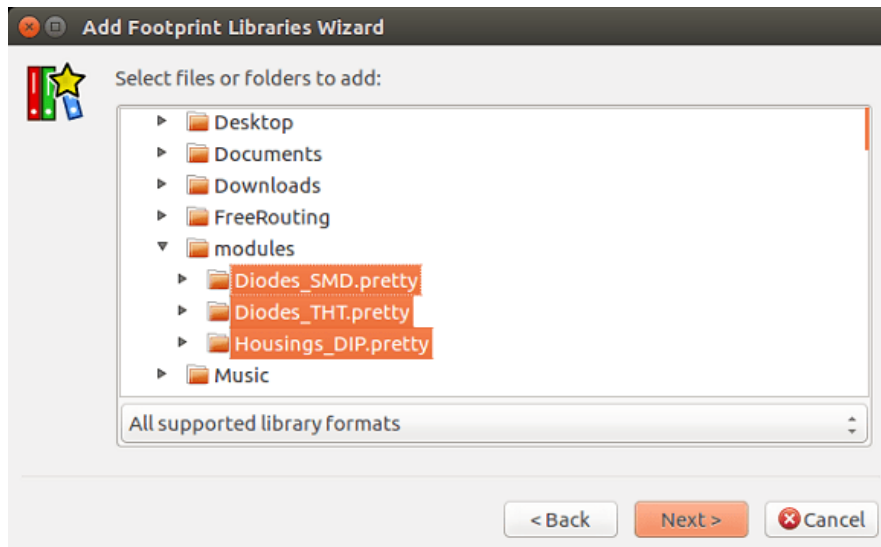 Add Footprint Libraries Wizard
Select files or folders to add:
Desktop
Documents
Downloads
FreeRouting
modules
Diodes_SMD.pretty
Diodes_THT.pretty
Housings_DIP.pretty
Music
All supported library formats
< Back Next > Cancel